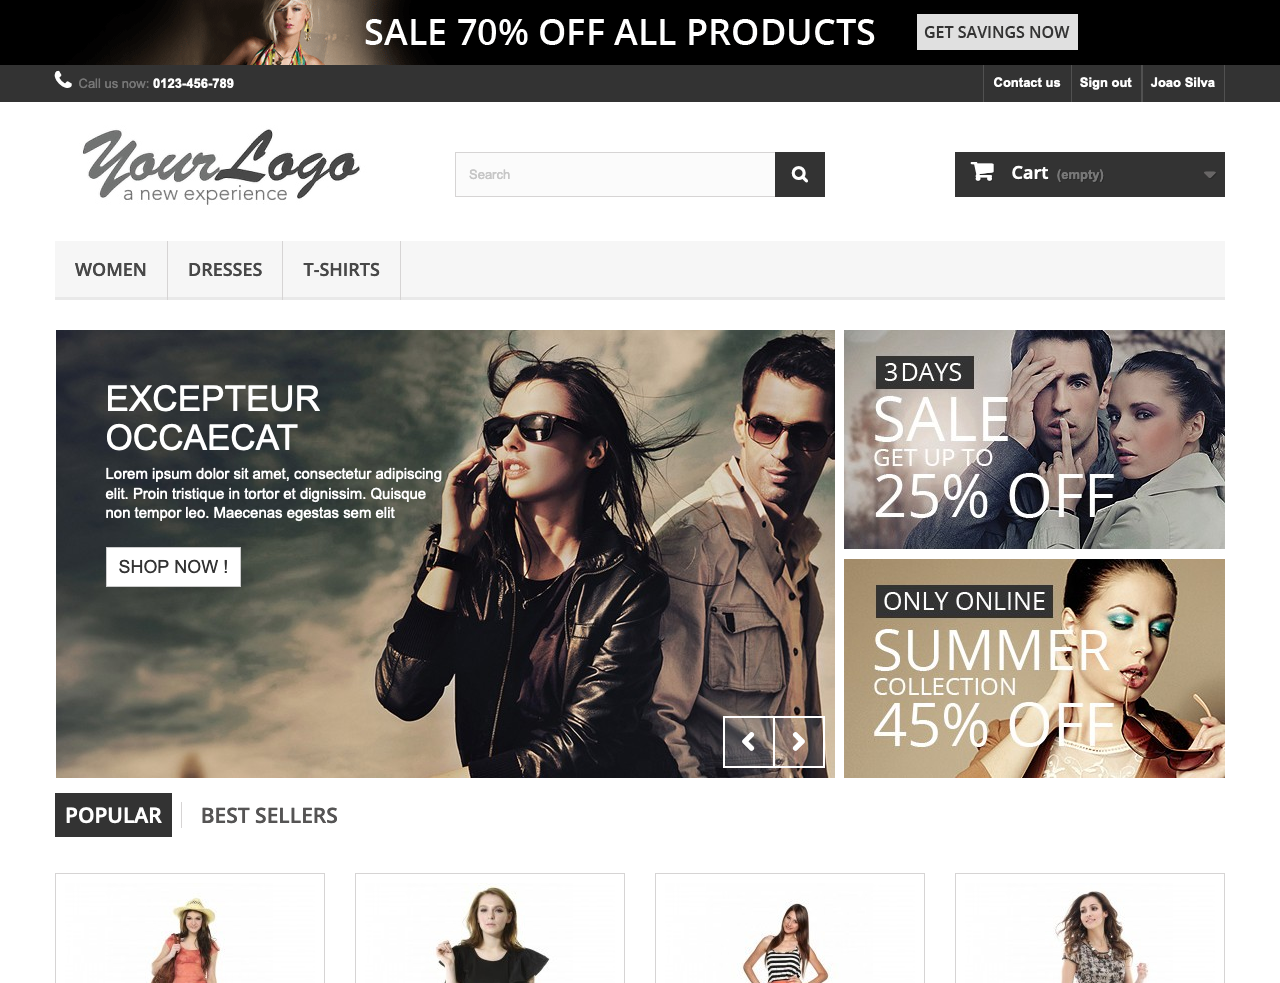 SALE 70% OFF ALL PRODUCTS GET SAVINGS NOW
Call us now: 0123-456-789 Contact us Sign out Joao Silva
YourLogo
a new experience
Search
Cart (empty)
WOMEN DRESSES T-SHIRTS
EXCEPTEUR
OCCAECAT
Lorem ipsum dolor sit amet, consectetur adipiscing
elit. Proin tristique in tortor et dignissim. Quisque
non tempor leo. Maecenas egestas sem elit
SHOP NOW !
3 DAYS
SALE
GET UP TO
25% OFF
ONLY ONLINE
SUMMER
COLLECTION
45% OFF
POPULAR BEST SELLERS